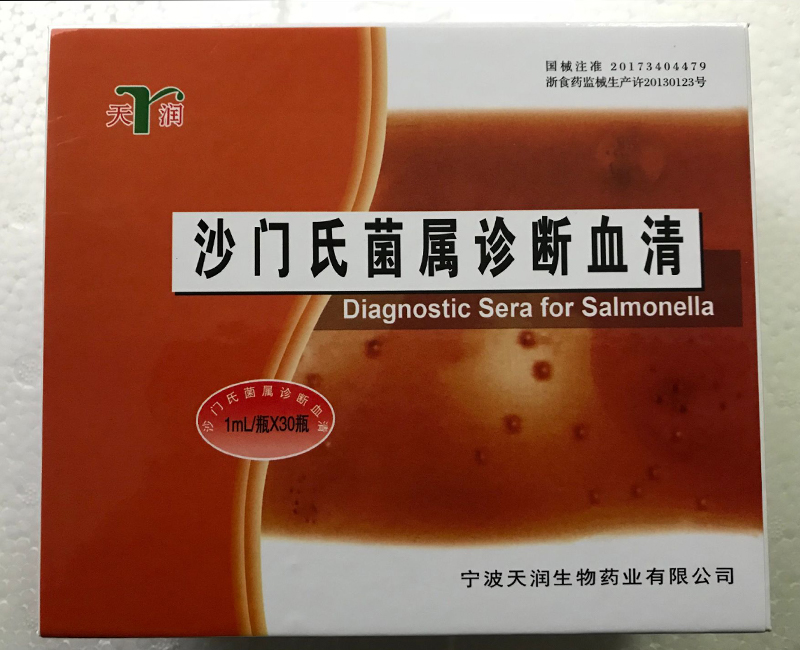 国械注准 20173404479
浙食药监械生产许20130123号
天r润
沙门氏菌属诊断血清
Diagnostic Sera for Salmonella
沙门氏菌属诊断血清
1mL/瓶X30瓶
宁波天润生物药业有限公司